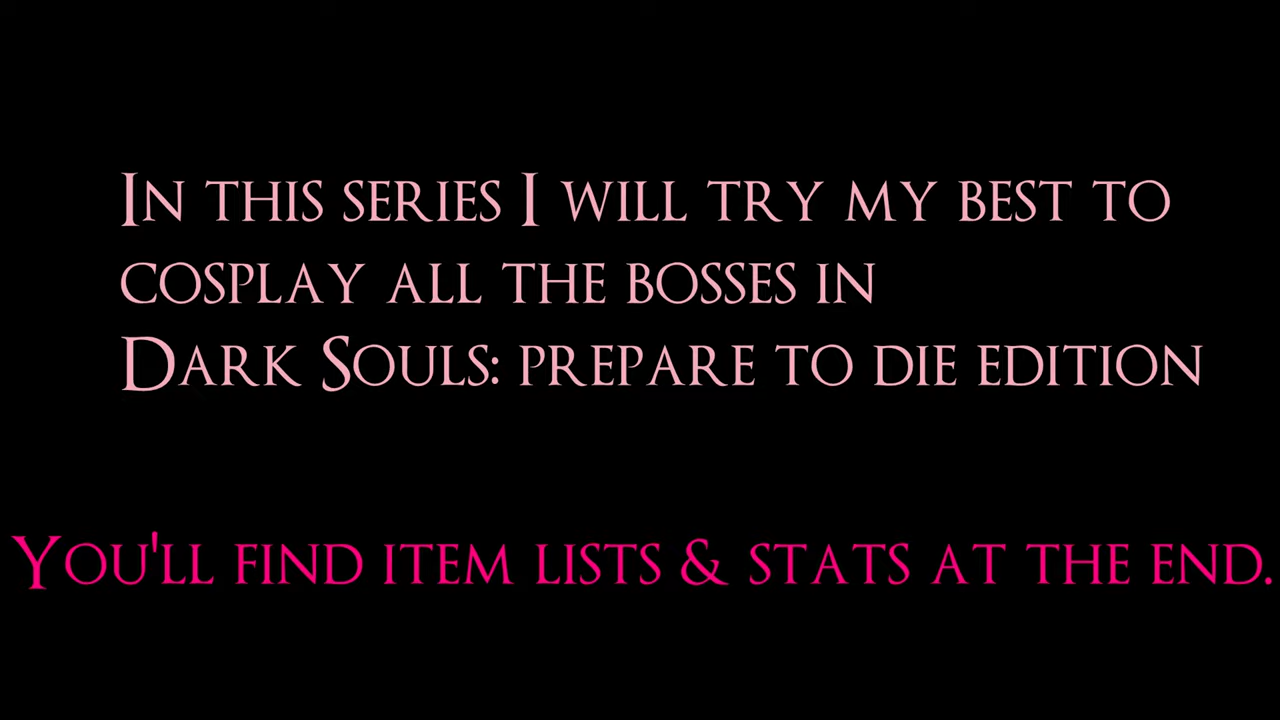 In this series I will try my best to
cosplay all the bosses in
Dark Souls: prepare to die edition
You'll find item lists & stats at the end.